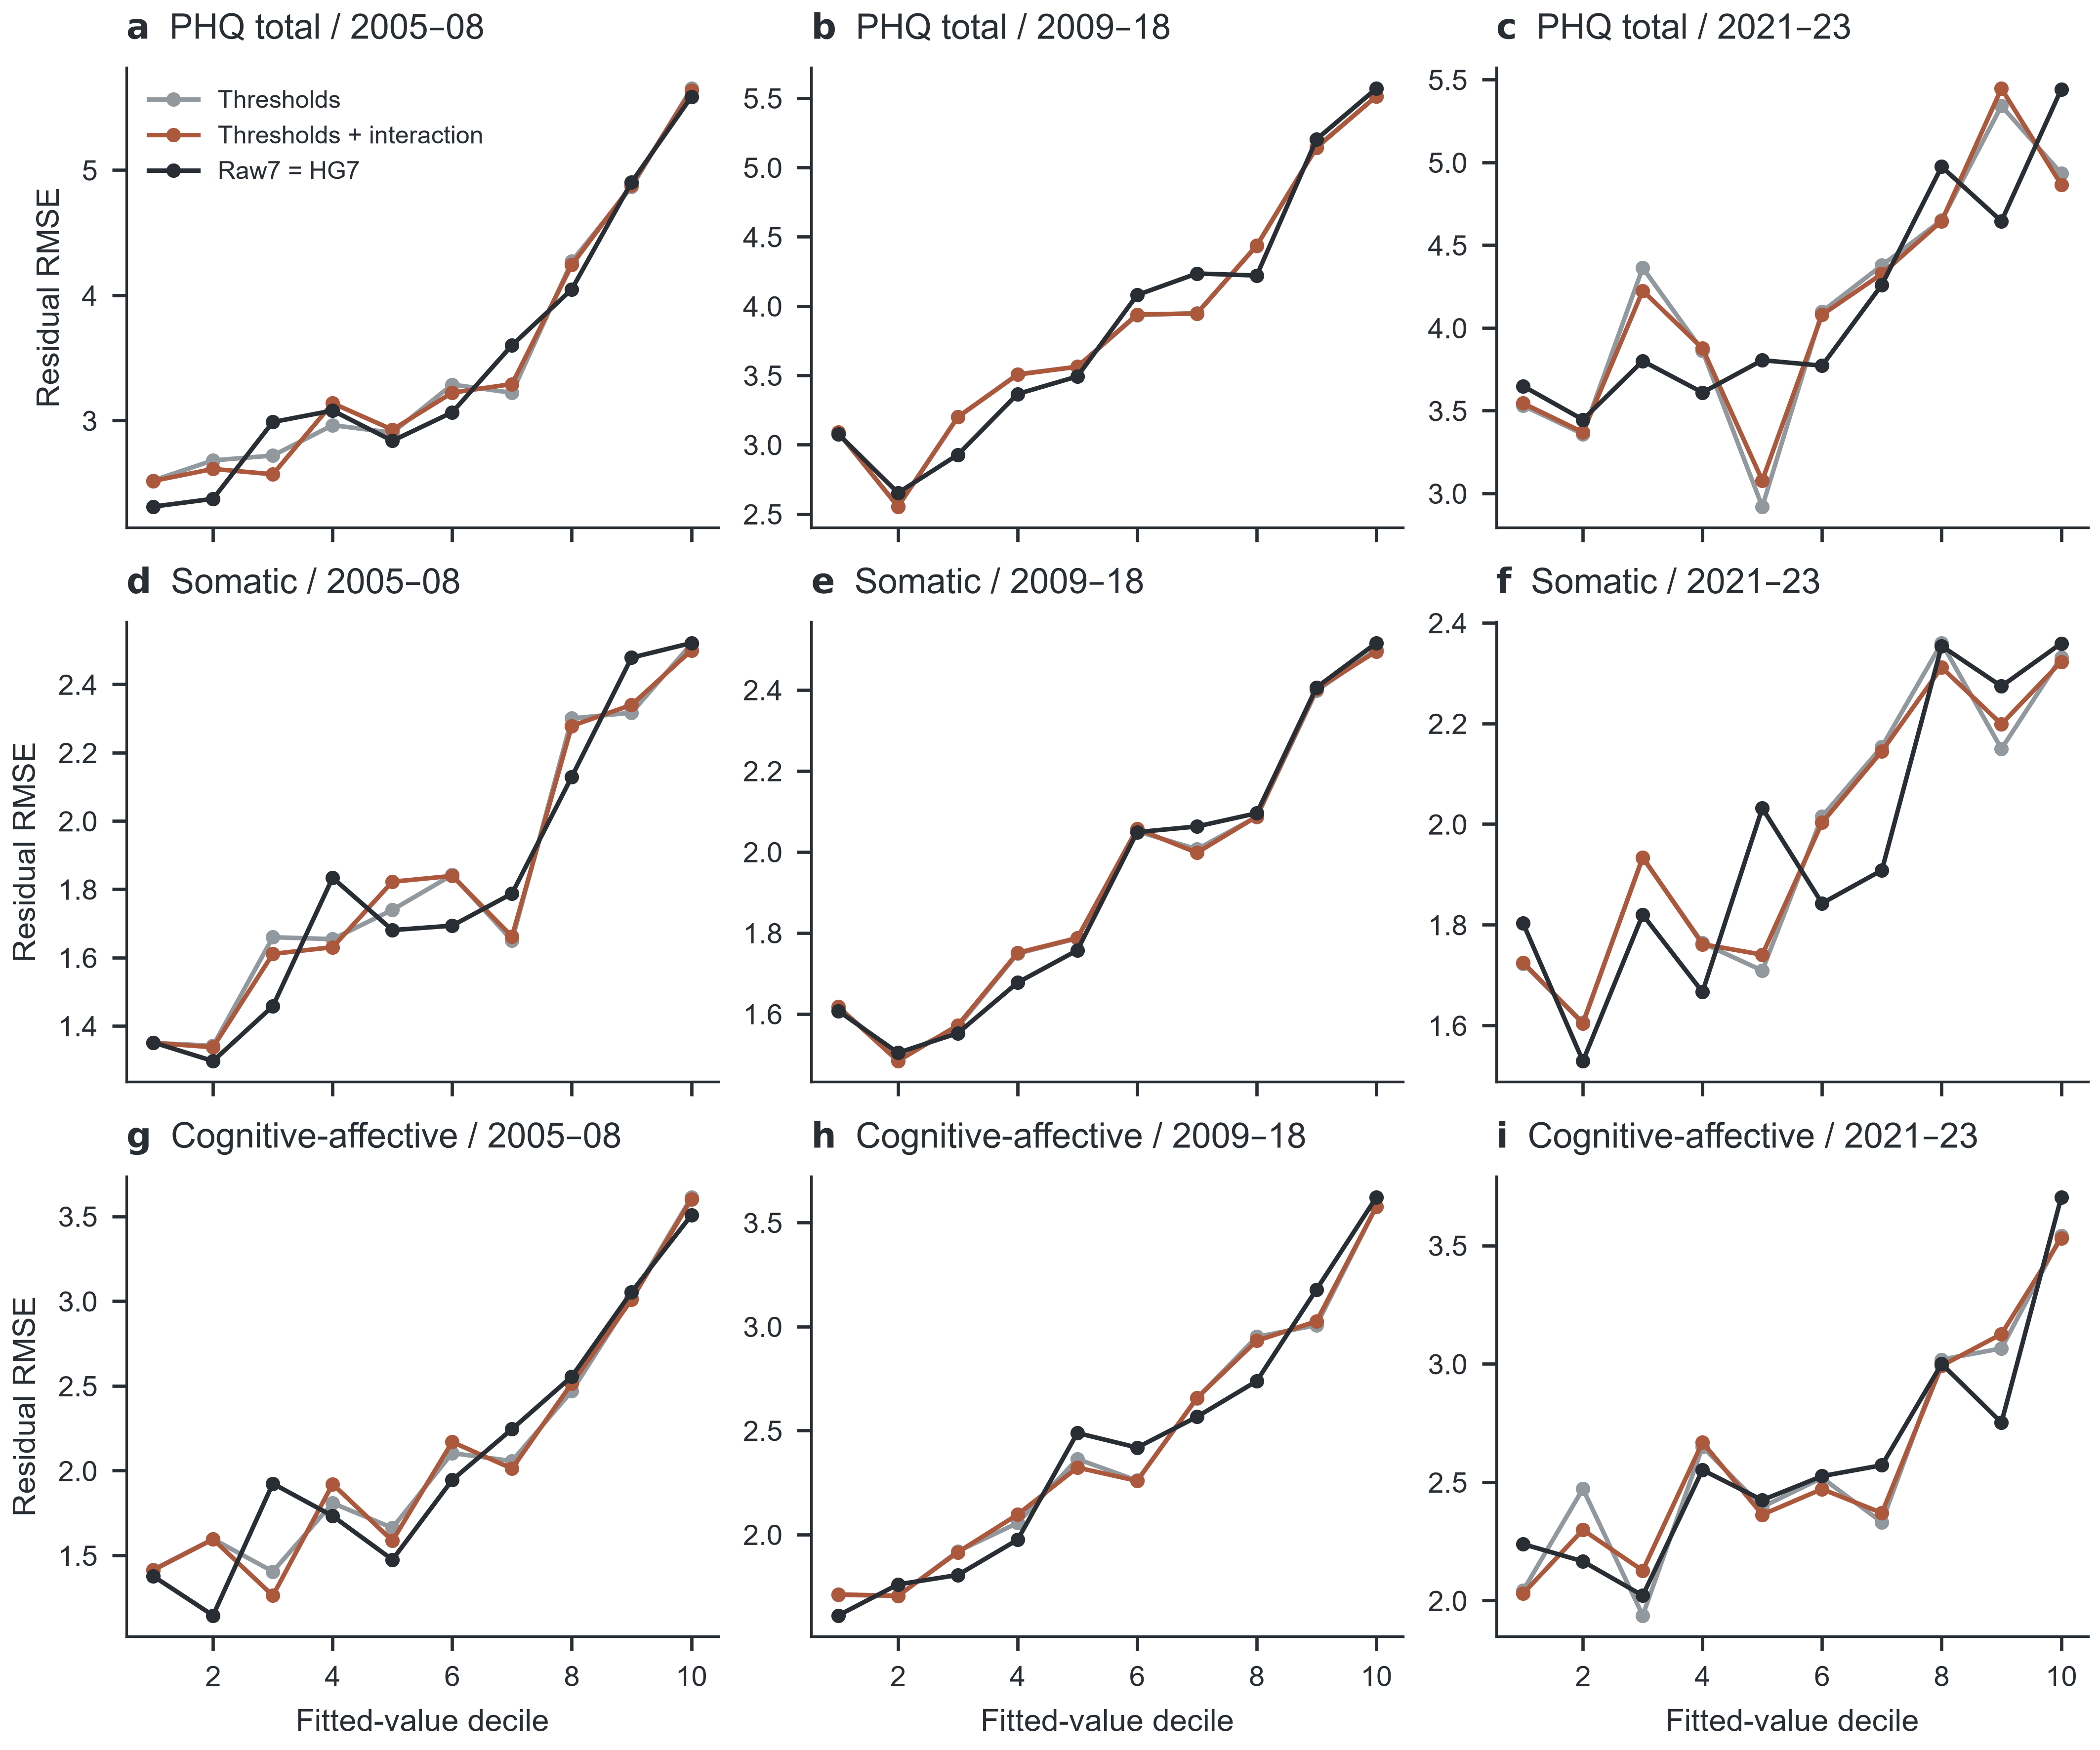 a PHQ total / 2005–08
b PHQ total / 2009–18
c PHQ total / 2021–23
Thresholds
Thresholds + interaction
Raw7 = HG7
Residual RMSE
5
4
3
5.5
5.0
4.5
4.0
3.5
3.0
2.5
5.5
5.0
4.5
4.0
3.5
3.0
d Somatic / 2005–08
e Somatic / 2009–18
f Somatic / 2021–23
Residual RMSE
2.4
2.2
2.0
1.8
1.6
1.4
2.4
2.2
2.0
1.8
1.6
2.4
2.2
2.0
1.8
1.6
g Cognitive-affective / 2005–08
h Cognitive-affective / 2009–18
i Cognitive-affective / 2021–23
Residual RMSE
3.5
3.0
2.5
2.0
1.5
3.5
3.0
2.5
2.0
3.5
3.0
2.5
2.0
2 4 6 8 10
2 4 6 8 10
2 4 6 8 10
Fitted-value decile
Fitted-value decile
Fitted-value decile